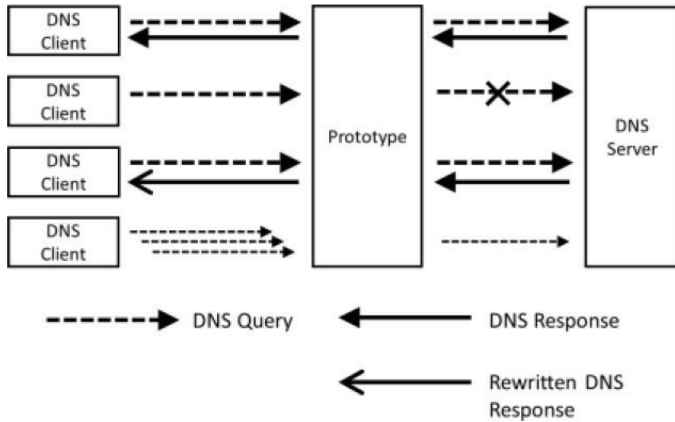 DNS
Client
DNS
Client
DNS
Client
DNS
Client
Prototype
DNS
Server
DNS Query
DNS Response
Rewritten DNS
Response